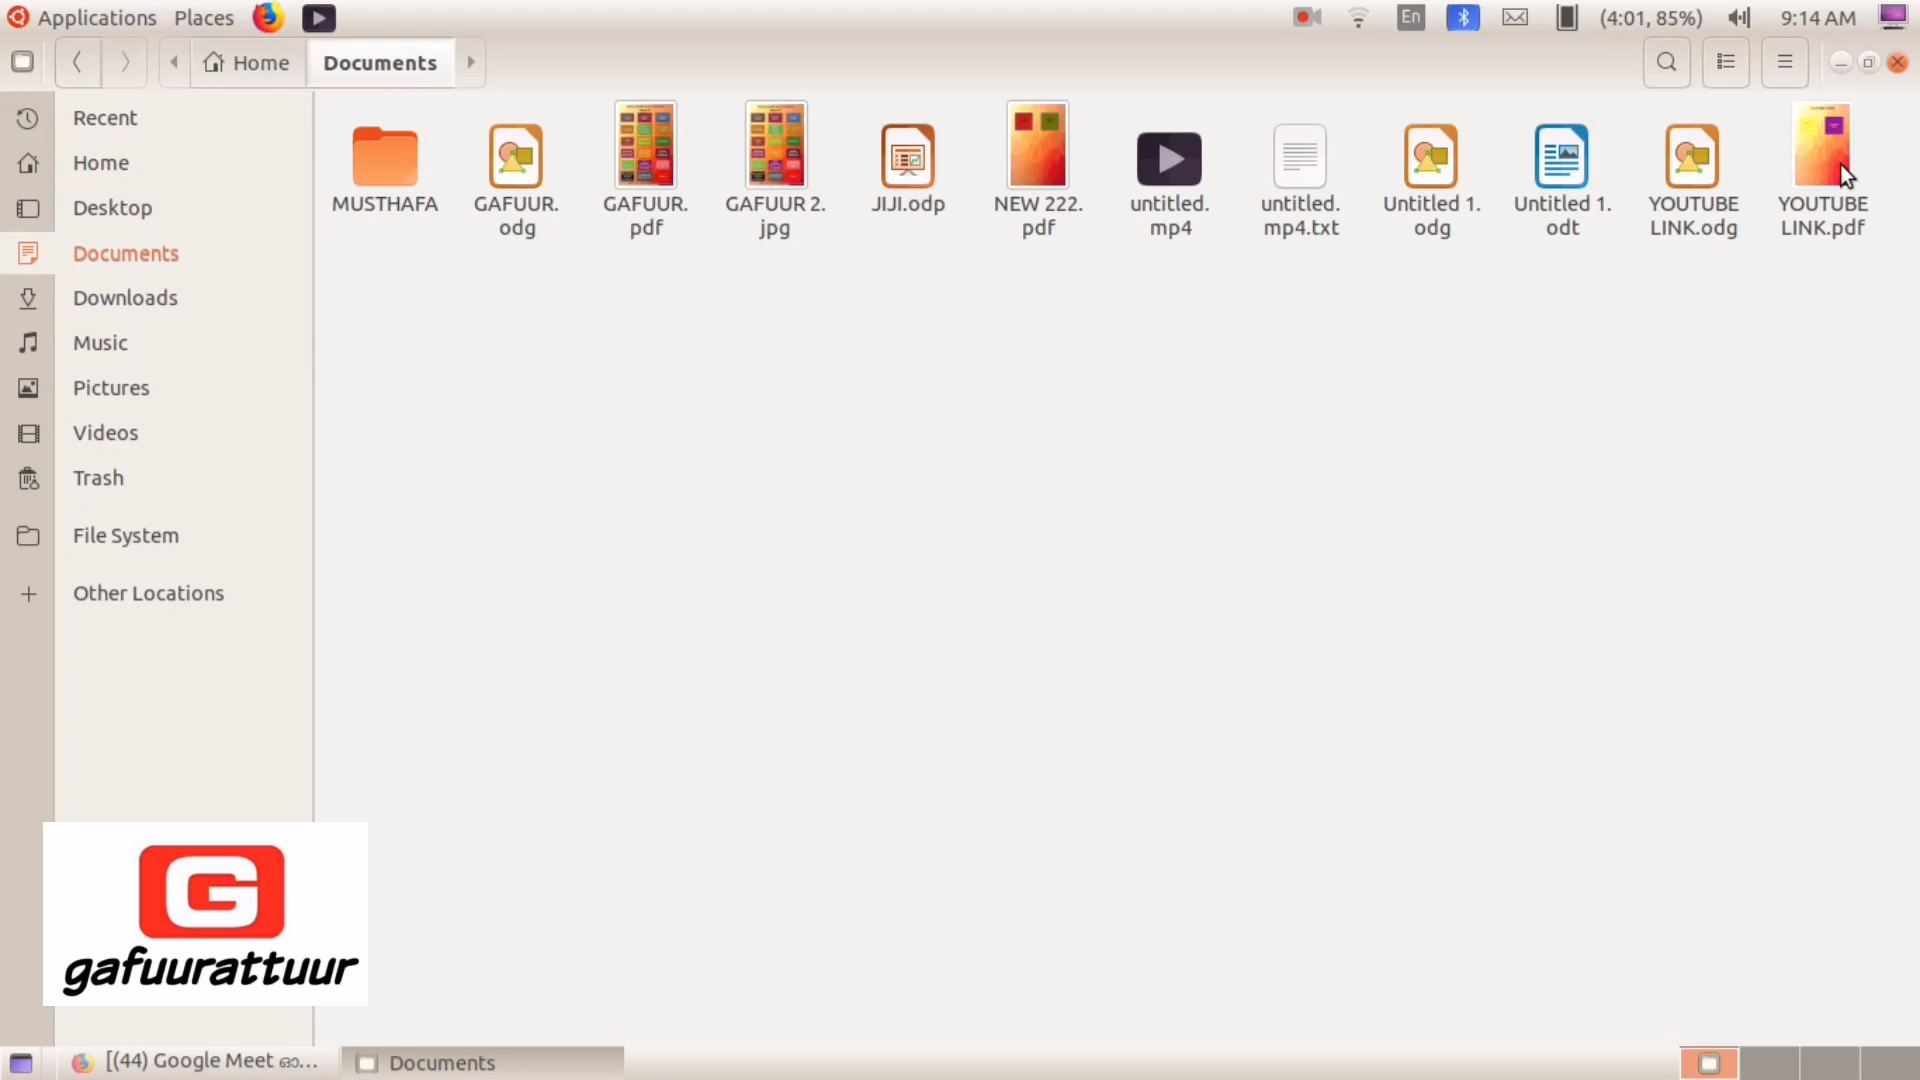 Applications Places
En (4:01, 85%) 9:14 AM
Home Documents
Recent
Home
Desktop
Documents
Downloads
Music
Pictures
Videos
Trash
File System
Other Locations
MUSTHAFA
GAFUUR.
odg
GAFUUR.
pdf
GAFUUR 2.
jpg
JIJI.odp
NEW 222.
pdf
untitled.
mp4
untitled.
mp4.txt
Untitled 1.
odg
Untitled 1.
odt
YOUTUBE
LINK.odg
YOUTUBE
LINK.pdf
G
gafuurattuur
[(44) Google Meet ഓ...
Documents